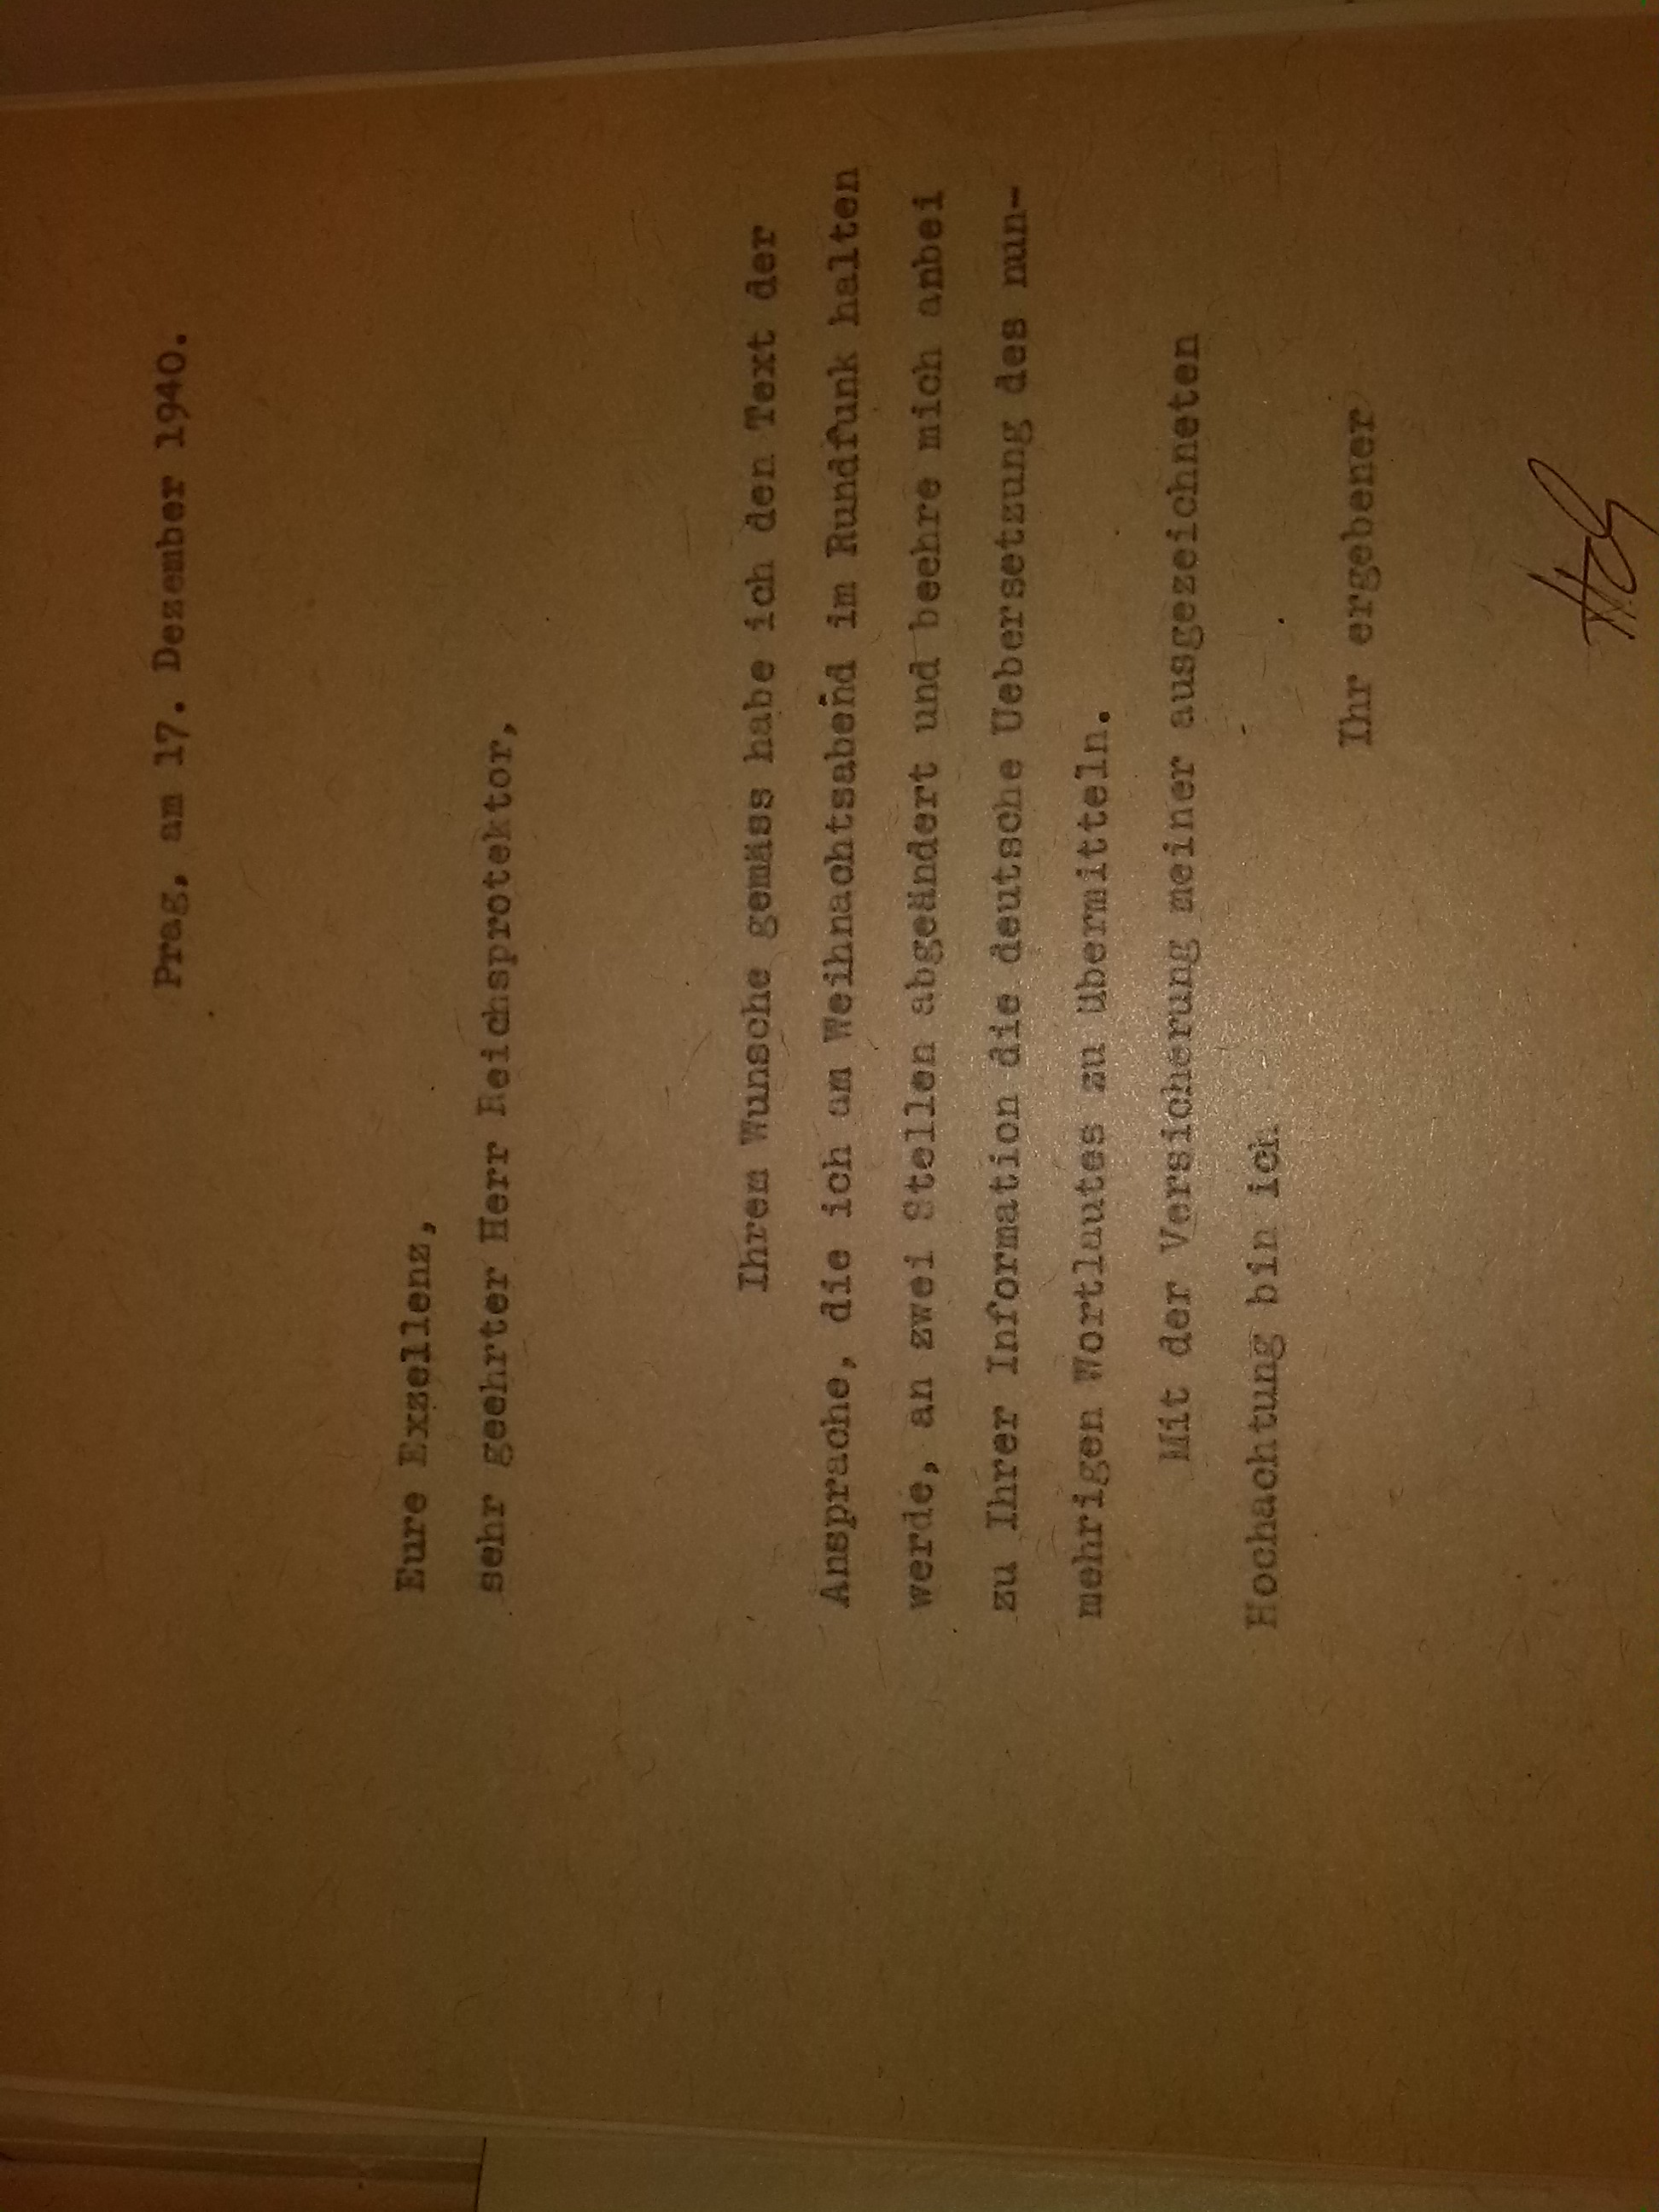 Prag, am 17. Dezember 1940.
Eure Exzellenz,
sehr geehrter Herr Reichsprotektor,
Ihrem Wunsche gemäss habe ich den Text der
Ansprache, die ich am Weihnachtsabend im Rundfunk halten
werde, an zwei Stellen abgeändert und beehre mich anbei
zu Ihrer Information die deutsche Uebersetzung des nun-
mehrigen Wortlautes zu übermitteln.
Mit der Versicherung meiner ausgezeichneten
Hochachtung bin ich
Ihr ergebener